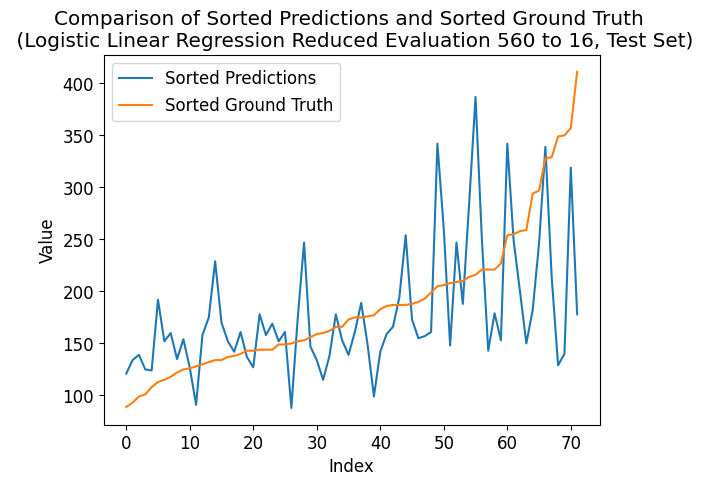 Comparison of Sorted Predictions and Sorted Ground Truth
(Logistic Linear Regression Reduced Evaluation 560 to 16, Test Set)
Sorted Predictions
Sorted Ground Truth
400
350
300
250
200
150
100
Value
0 10 20 30 40 50 60 70
Index